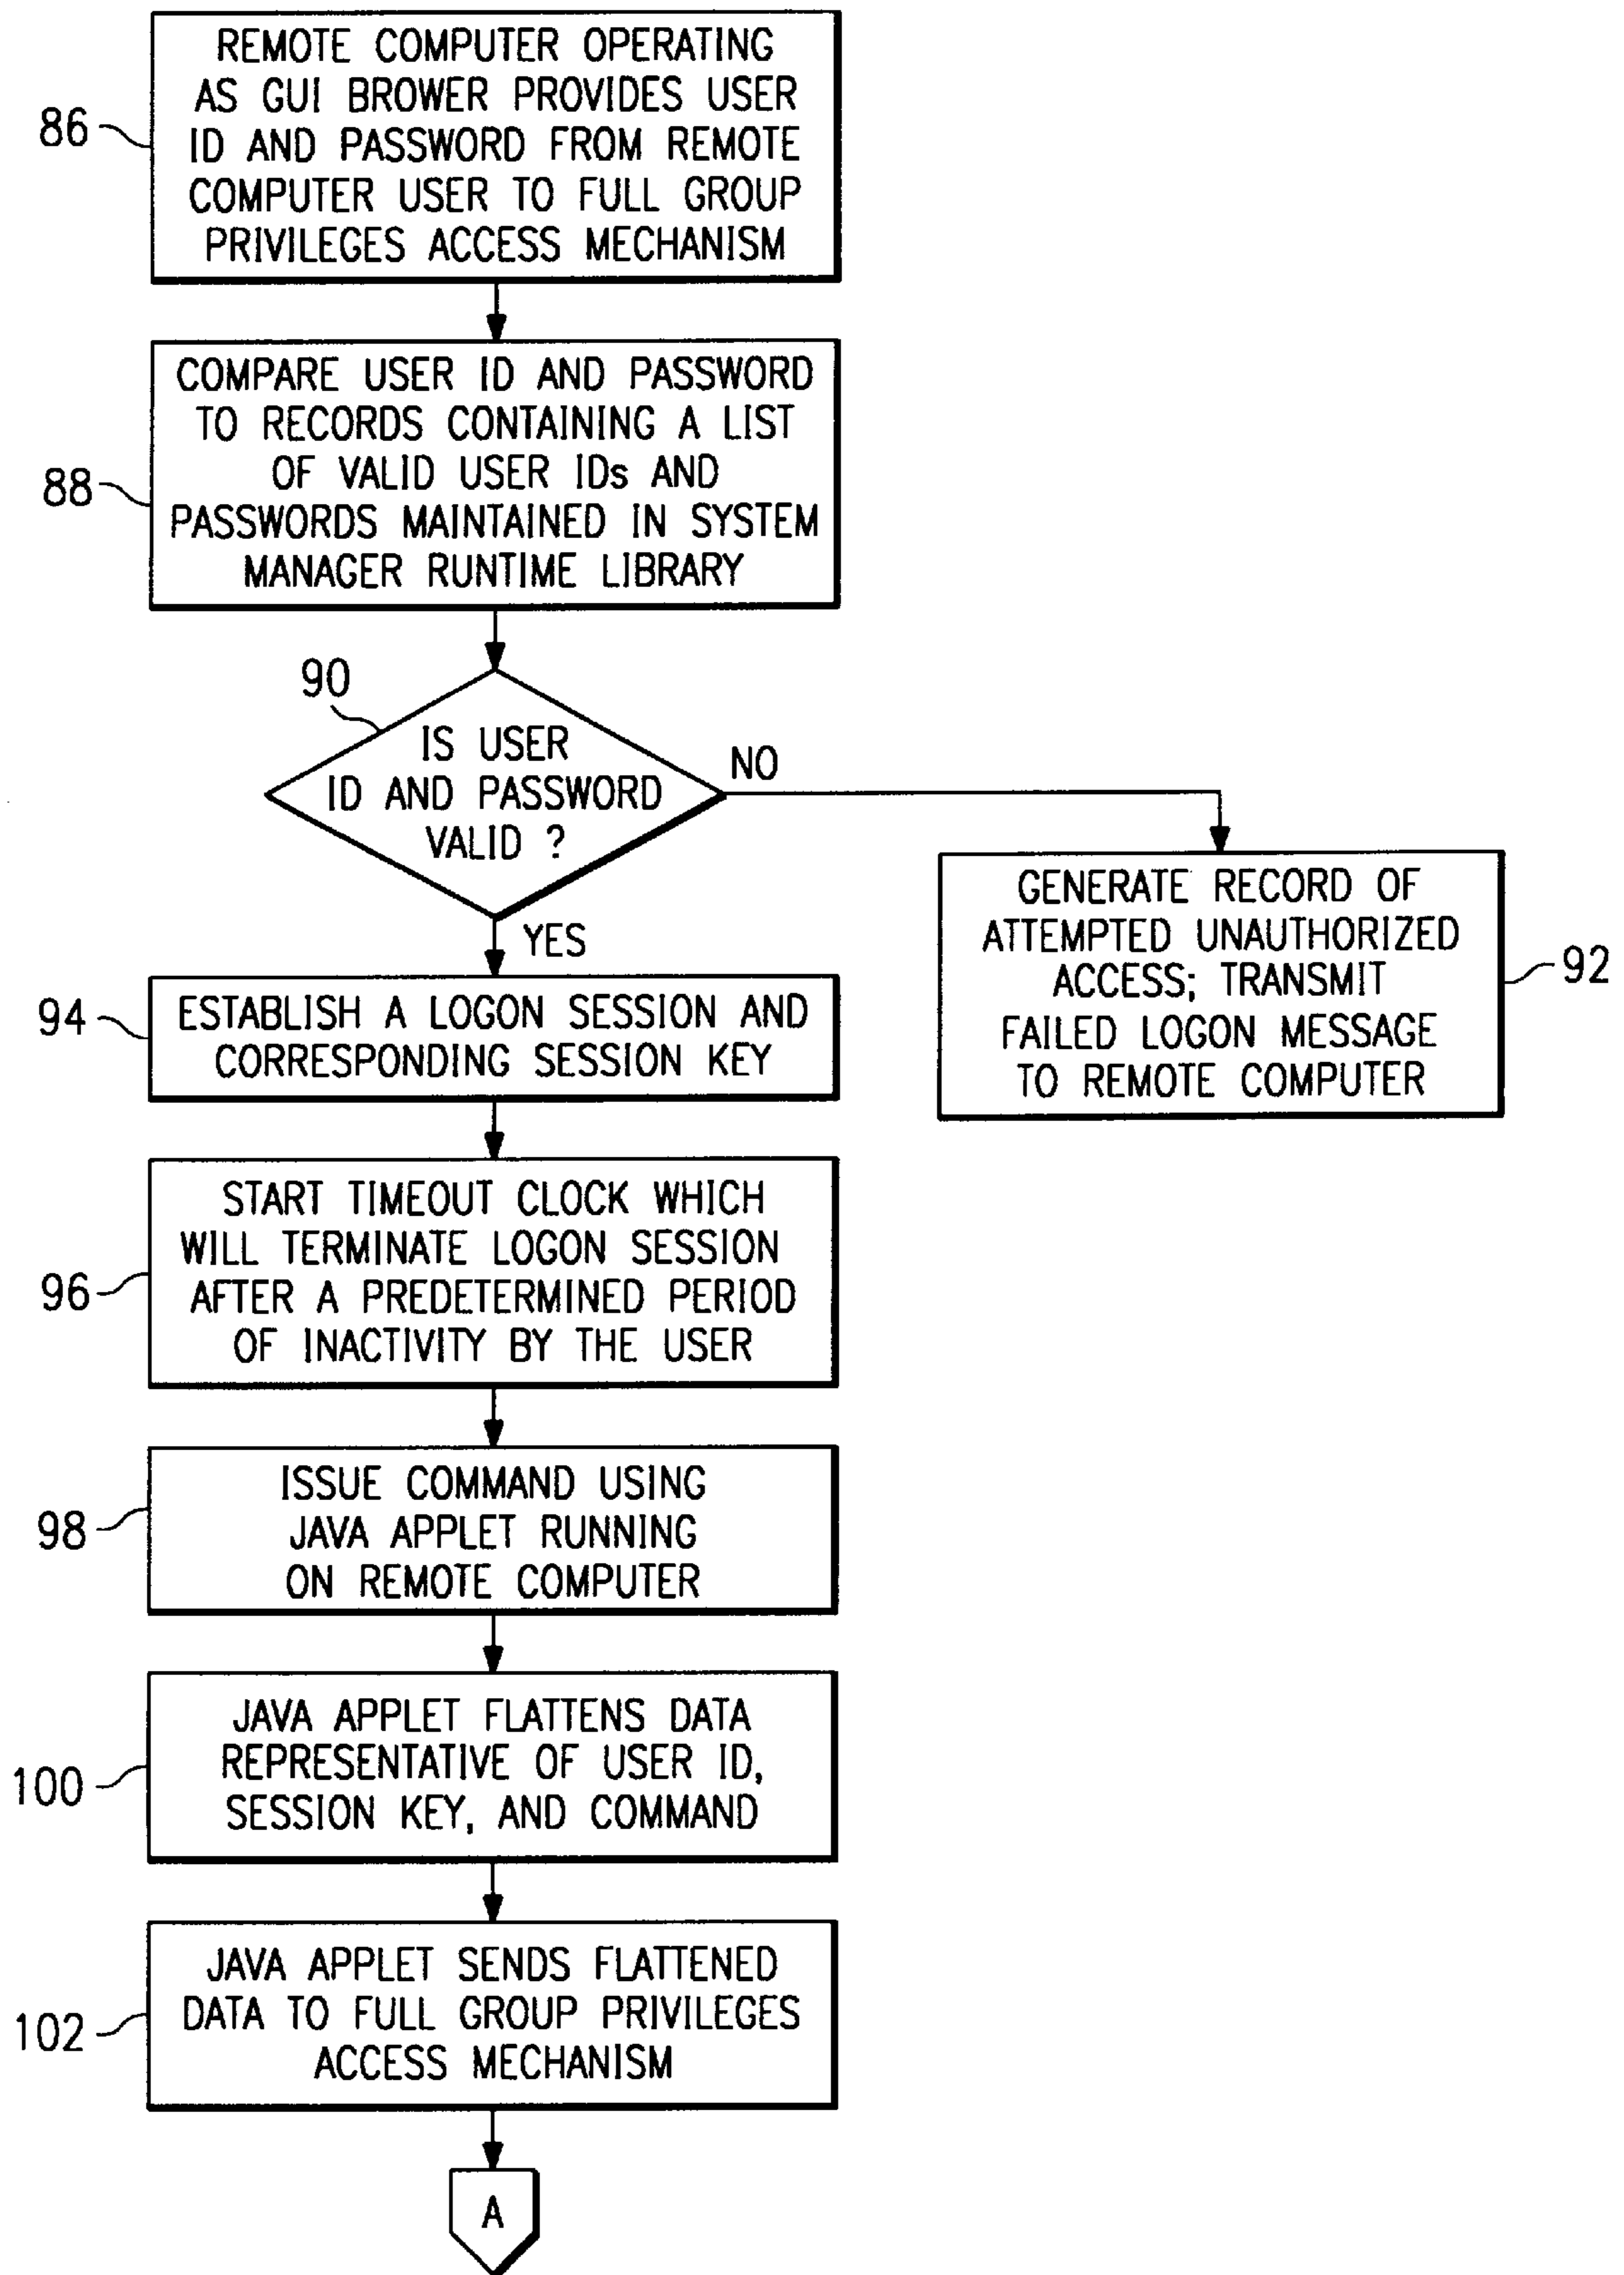 REMOTE COMPUTER OPERATING
AS GUI BROWER PROVIDES USER
ID AND PASSWORD FROM REMOTE
COMPUTER USER TO FULL GROUP
PRIVILEGES ACCESS MECHANISM
86
COMPARE USER ID AND PASSWORD
TO RECORDS CONTAINING A LIST
OF VALID USER IDs AND
PASSWORDS MAINTAINED IN SYSTEM
MANAGER RUNTIME LIBRARY
88
90
IS USER
ID AND PASSWORD
VALID ?
NO
YES
GENERATE RECORD OF
ATTEMPTED UNAUTHORIZED
ACCESS; TRANSMIT
FAILED LOGON MESSAGE
TO REMOTE COMPUTER
92
94
ESTABLISH A LOGON SESSION AND
CORRESPONDING SESSION KEY
START TIMEOUT CLOCK WHICH
WILL TERMINATE LOGON SESSION
AFTER A PREDETERMINED PERIOD
OF INACTIVITY BY THE USER
96
ISSUE COMMAND USING
JAVA APPLET RUNNING
ON REMOTE COMPUTER
98
JAVA APPLET FLATTENS DATA
REPRESENTATIVE OF USER ID,
SESSION KEY, AND COMMAND
100
JAVA APPLET SENDS FLATTENED
DATA TO FULL GROUP PRIVILEGES
ACCESS MECHANISM
102
A